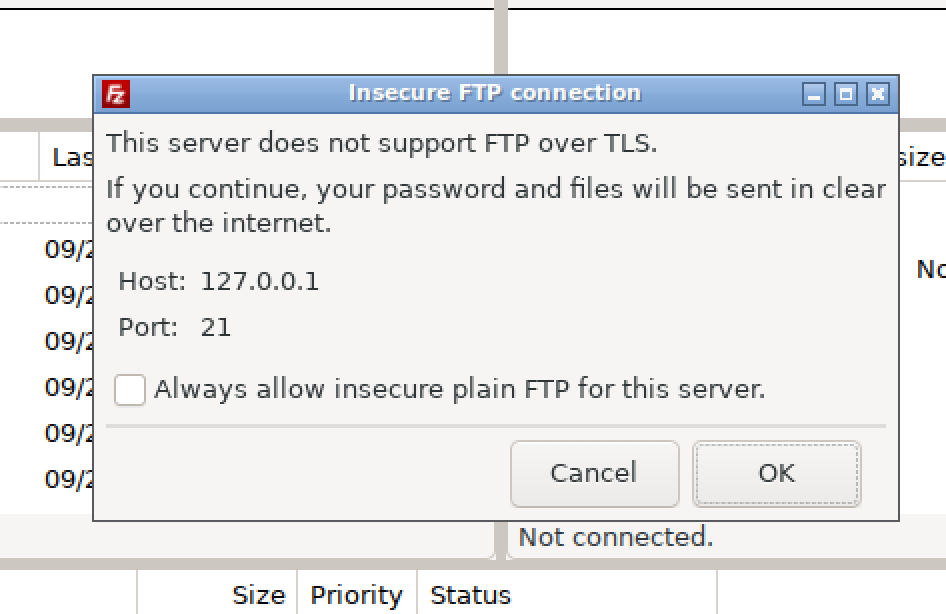 Insecure FTP connection
This server does not support FTP over TLS.
If you continue, your password and files will be sent in clear
over the internet.
Host: 127.0.0.1
Port: 21
Always allow insecure plain FTP for this server.
Cancel OK
09/2
09/2
09/2
09/2
09/2
09/2
Not connected.
Size Priority Status